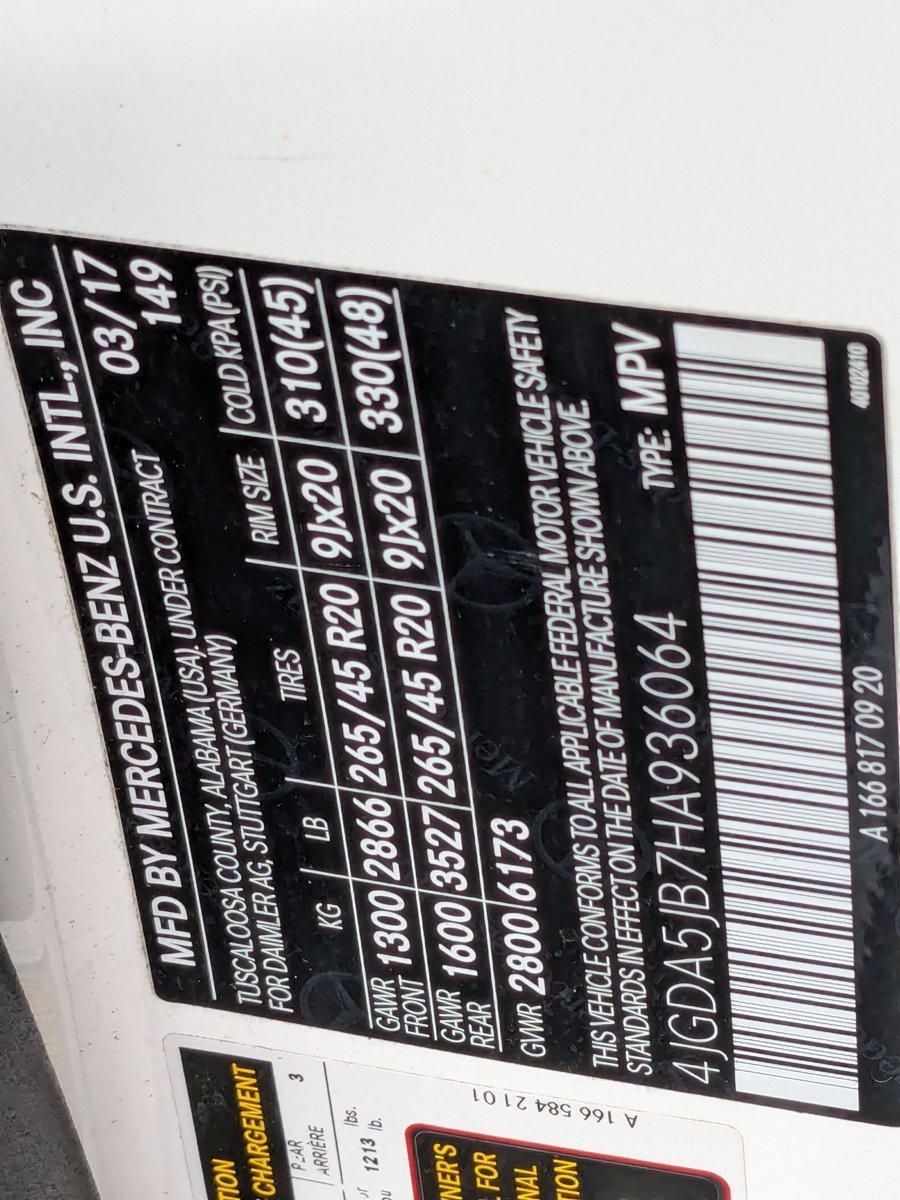 MFD BY MERCEDES-BENZ U.S. INTL., INC
TUSCALOOSA COUNTY, ALABAMA (USA). UNDER CONTRACT 03/17
FOR DAIMLER AG, STUTTGART (GERMANY) 149
KG LB TIRES RIM SIZE COLD KPA (PSI)
GAWR FRONT 1300 2866 265/45 R20 9Jx20 310(45)
GAWR REAR 1600 3527 265/45 R20 9Jx20 330(48)
GVWR 2800 6173
THIS VEHICLE CONFORMS TO ALL APPLICABLE FEDERAL MOTOR VEHICLE SAFETY
STANDARDS IN EFFECT ON THE DATE OF MANUFACTURE SHOWN ABOVE.
4JGDA5JB7HA936064 TYPE: MPV
A 166 817 09 20
CHARGEMENT
ARRIÈRE 3
lbs.
1213 lb.
A 166 584 21 01